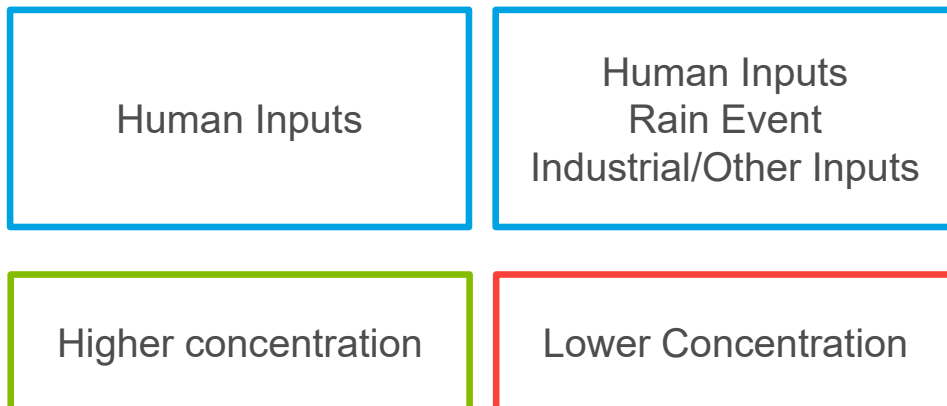 Human Inputs
Human Inputs
Rain Event
Industrial/Other Inputs
Higher concentration
Lower Concentration